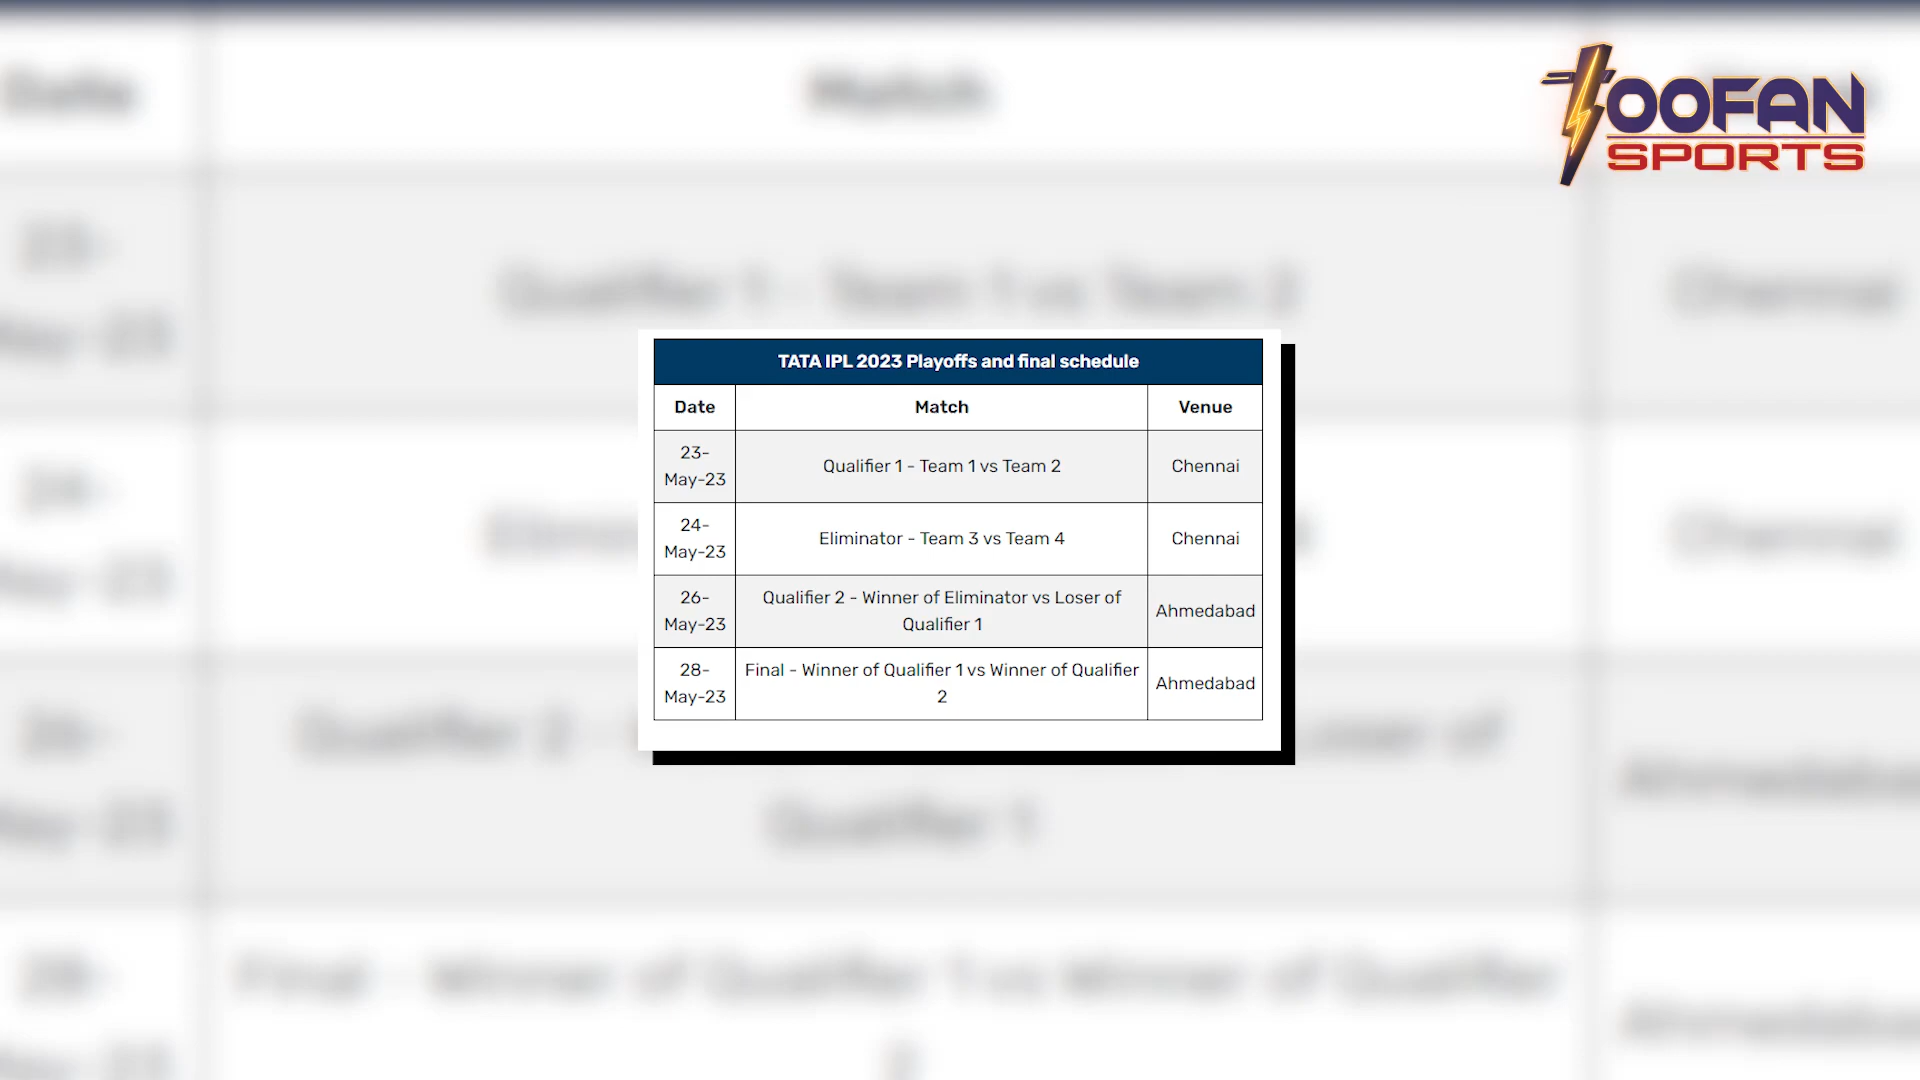 TOOFAN
SPORTS
TATA IPL 2023 Playoffs and final schedule
Date Match Venue
23-
May-23
Qualifier 1 - Team 1 vs Team 2
Chennai
24-
May-23
Eliminator - Team 3 vs Team 4
Chennai
26-
May-23
Qualifier 2 - Winner of Eliminator vs Loser of
Qualifier 1
Ahmedabad
28-
May-23
Final - Winner of Qualifier 1 vs Winner of Qualifier
2
Ahmedabad